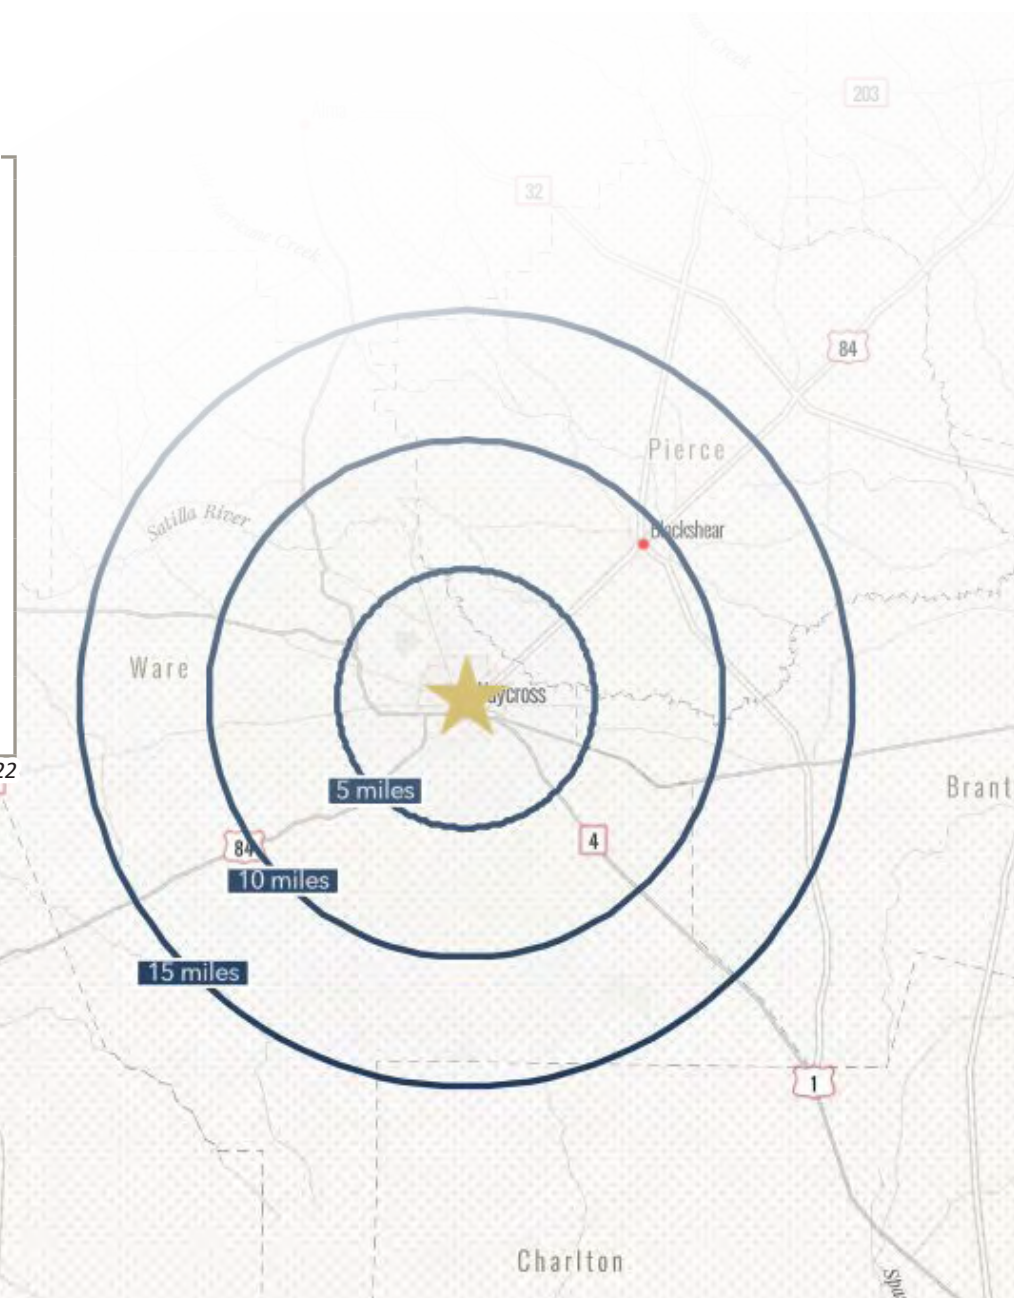 203
32
84
Pierce
Satilla River
Blackshear
Ware
Waycross
22
5 miles
Brant
84
4
10 miles
15 miles
1
Charlton
Spa